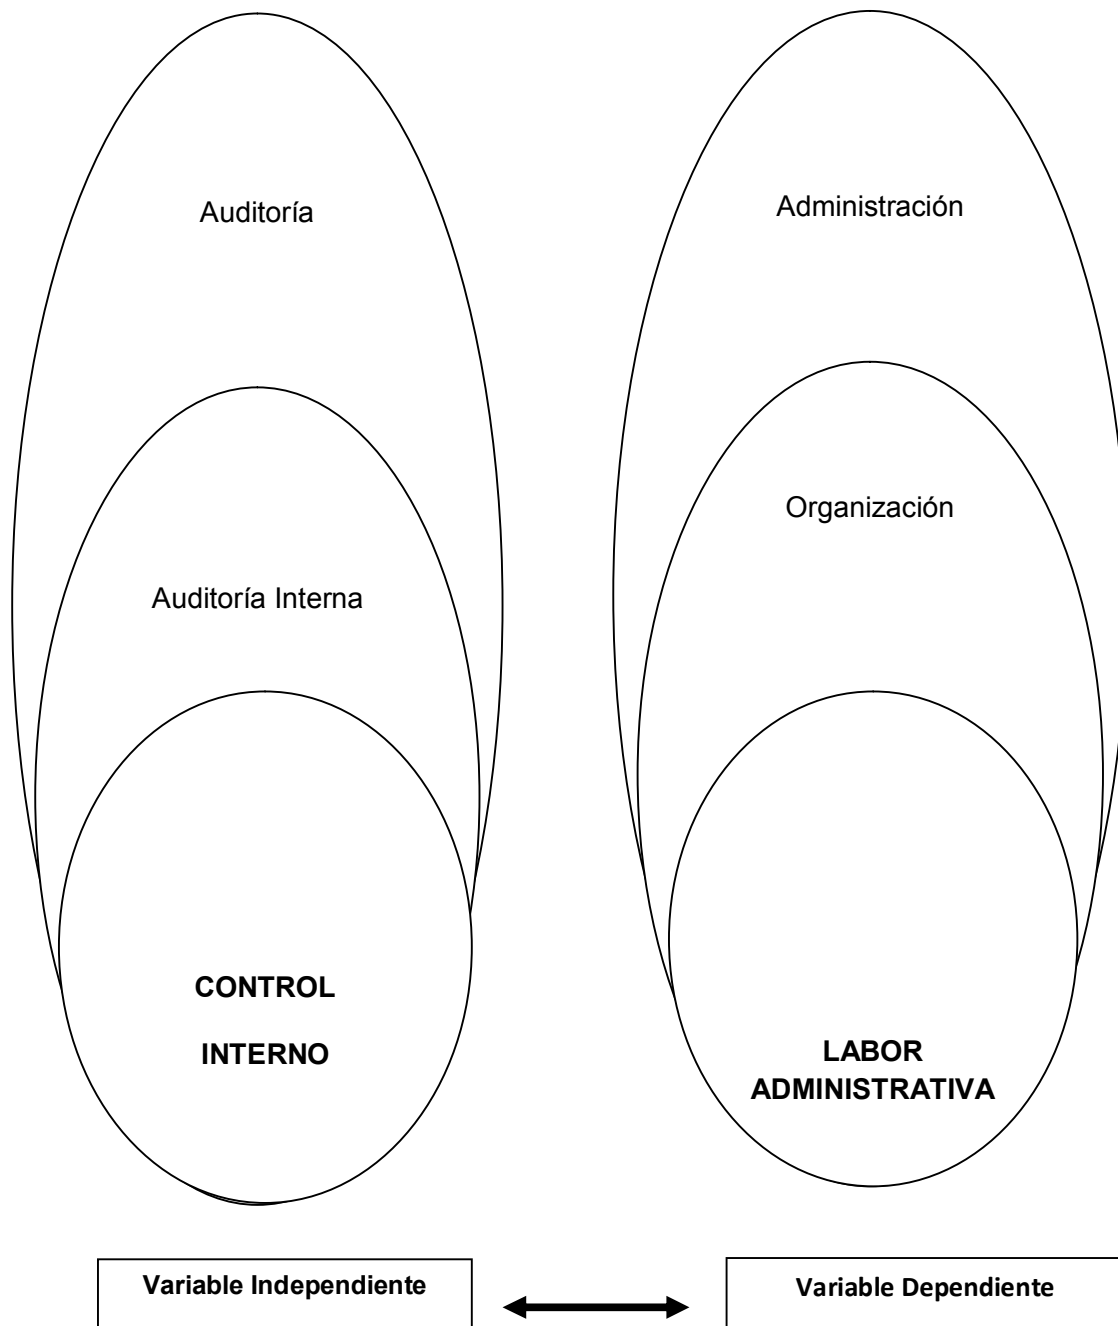 Auditoría
Auditoría Interna
CONTROL
INTERNO
Variable Independiente
Administración
Organización
LABOR
ADMINISTRATIVA
Variable Dependiente